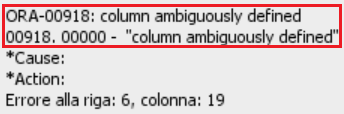 ORA-00918: column ambiguously defined
00918. 00000 -  "column ambiguously defined"
*Cause:
*Action:
Errore alla riga: 6, colonna: 19